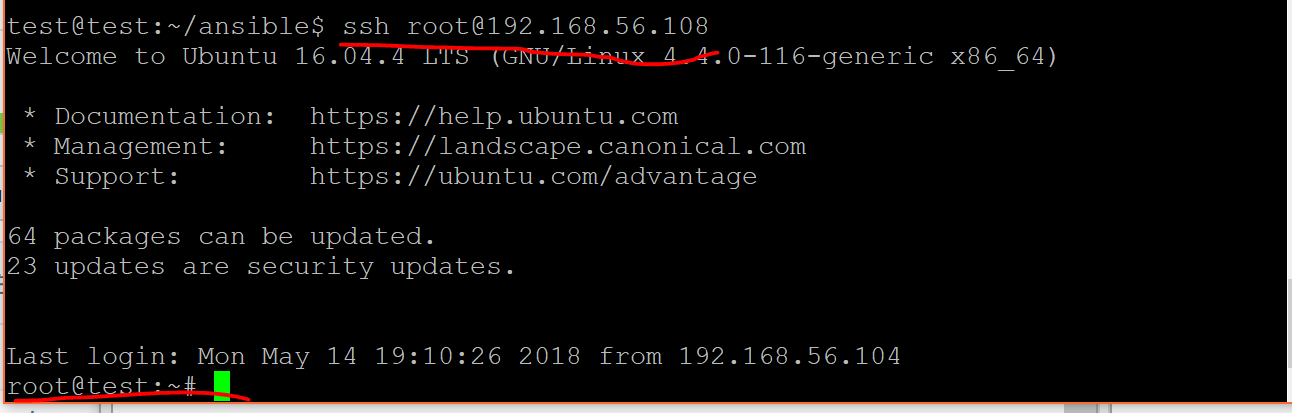 test@test:~/ansible$ ssh root@192.168.56.108
Welcome to Ubuntu 16.04.4 LTS (GNU/Linux 4.4.0-116-generic x86_64)
* Documentation: https://help.ubuntu.com
* Management: https://landscape.canonical.com
* Support: https://ubuntu.com/advantage
64 packages can be updated.
23 updates are security updates.
Last login: Mon May 14 19:10:26 2018 from 192.168.56.104
root@test:~#